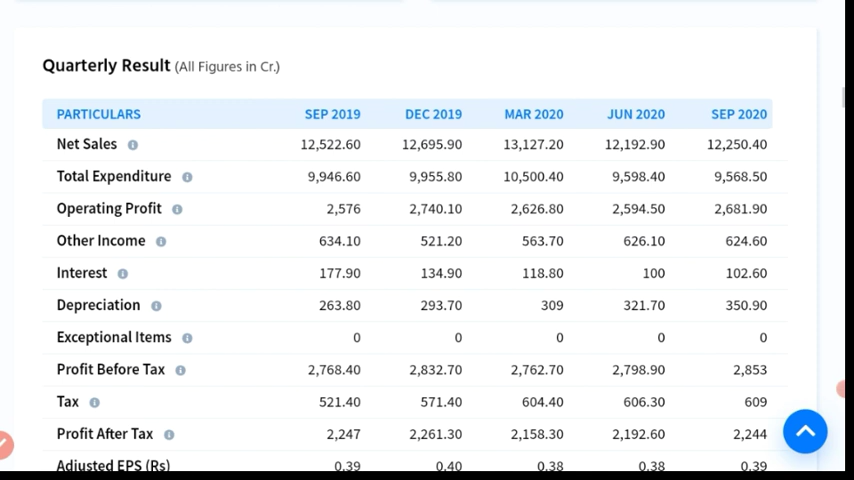 Quarterly Result (All Figures in Cr.)
PARTICULARS SEP 2019 DEC 2019 MAR 2020 JUN 2020 SEP 2020
Net Sales 12,522.60 12,695.90 13,127.20 12,192.90 12,250.40
Total Expenditure 9,946.60 9,955.80 10,500.40 9,598.40 9,568.50
Operating Profit 2,576 2,740.10 2,626.80 2,594.50 2,681.90
Other Income 634.10 521.20 563.70 626.10 624.60
Interest 177.90 134.90 118.80 100 102.60
Depreciation 263.80 293.70 309 321.70 350.90
Exceptional Items 0 0 0 0 0
Profit Before Tax 2,768.40 2,832.70 2,762.70 2,798.90 2,853
Tax 521.40 571.40 604.40 606.30 609
Profit After Tax 2,247 2,261.30 2,158.30 2,192.60 2,244
Adjusted EPS (Rs) 0.39 0.40 0.38 0.38 0.39